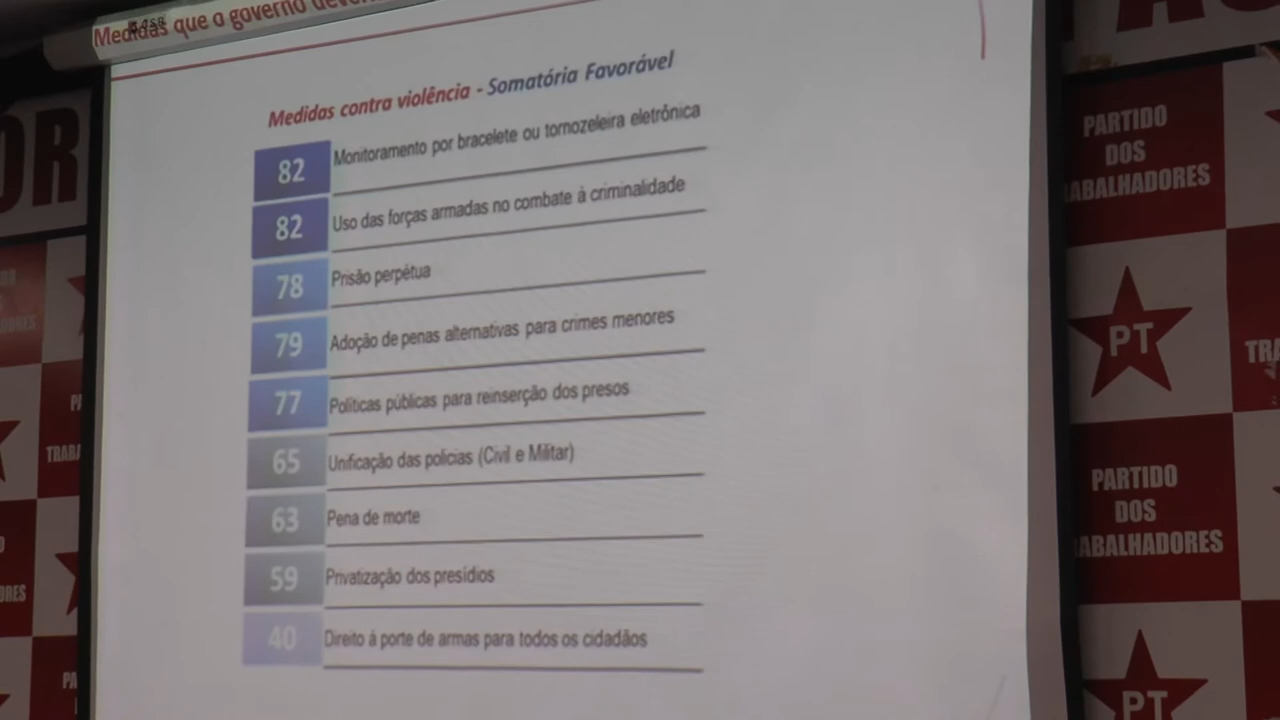 Medidas que o governo
Medidas contra violência - Somatória Favorável
82 Monitoramento por bracelete ou tornozeleira eletrônica
82 Uso das forças armadas no combate à criminalidade
78 Prisão perpétua
79 Adoção de penas alternativas para crimes menores
77 Políticas públicas para reinserção dos presos
65 Unificação das policias (Civil e Militar)
63 Pena de morte
59 Privatização dos presídios
40 Direito à porte de armas para todos os cidadãos
PARTIDO
DOS
ABALHADORES
PT
PARTIDO
DOS
ABALHADORES
PT